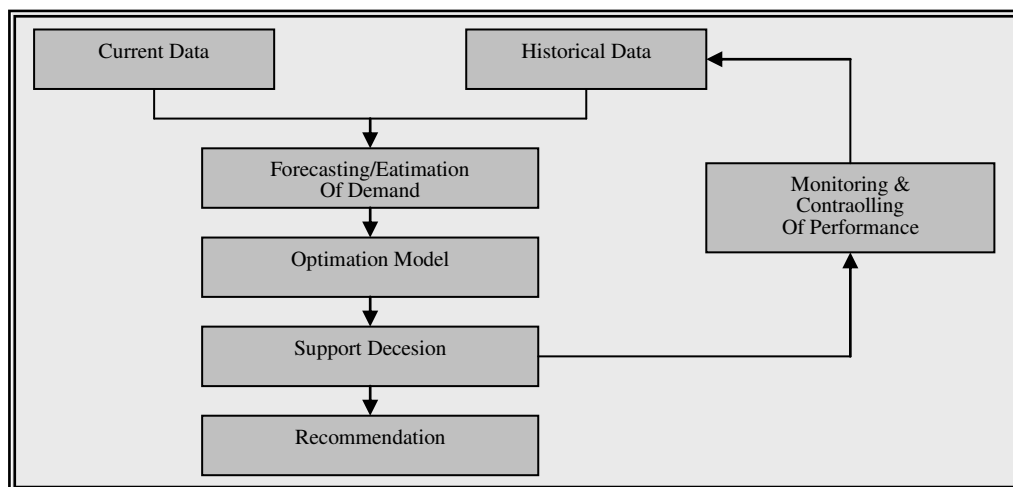 Current Data
Historical Data
Forecasting/Eatimation
Of Demand
Monitoring &
Contraolling
Of Performance
Optimation Model
Support Decesion
Recommendation